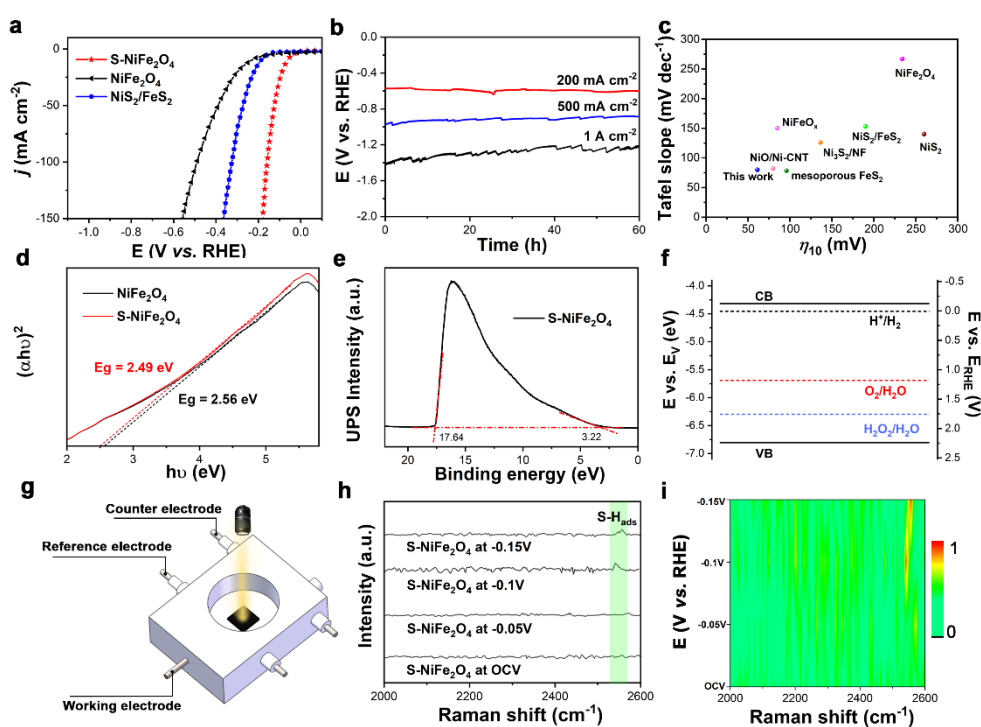 a
S-NiFe₂O₄
NiFe₂O₄
NiS₂/FeS₂
j (mA cm⁻²)
0
-50
-100
-150
-1.0
-0.8
-0.6
-0.4
-0.2
0.0
E (V vs. RHE)
b
200 mA cm⁻²
500 mA cm⁻²
1 A cm⁻²
E (V vs. RHE)
0.0
-0.6
-1.2
-1.8
-2.4
0
10
20
30
40
50
60
Time (h)
c
Tafel slope (mV dec⁻¹)
300
250
200
150
100
50
0
NiFe₂O₄
NiFeOₓ
NiS₂/FeS₂
NiS₂
Ni₃S₂/NF
NiO/Ni-CNT
This work
mesoporous FeS₂
0
50
100
150
200
250
300
η₁₀ (mV)
d
NiFe₂O₄
S-NiFe₂O₄
(αhυ)²
Eg = 2.49 eV
Eg = 2.56 eV
2
3
4
5
hυ (eV)
e
S-NiFe₂O₄
UPS Intensity (a.u.)
17.64
3.22
20
15
10
5
0
Binding energy (eV)
f
E vs. Eᵥ (eV)
-4.0
-4.5
-5.0
-5.5
-6.0
-6.5
-7.0
CB
H⁺/H₂
O₂/H₂O
H₂O₂/H₂O
VB
-0.5
0.0
0.5
1.0
1.5
2.0
2.5
E vs. E_RHE (V)
g
Counter electrode
Reference electrode
Working electrode
h
S-H_ads
S-NiFe₂O₄ at -0.15V
S-NiFe₂O₄ at -0.1V
S-NiFe₂O₄ at -0.05V
S-NiFe₂O₄ at OCV
Intensity (a.u.)
2000
2100
2200
2300
2400
2500
2600
Raman shift (cm⁻¹)
i
E (V vs. RHE)
-0.15V
-0.1V
-0.05V
OCV
2000
2200
2400
2600
Raman shift (cm⁻¹)
1
0